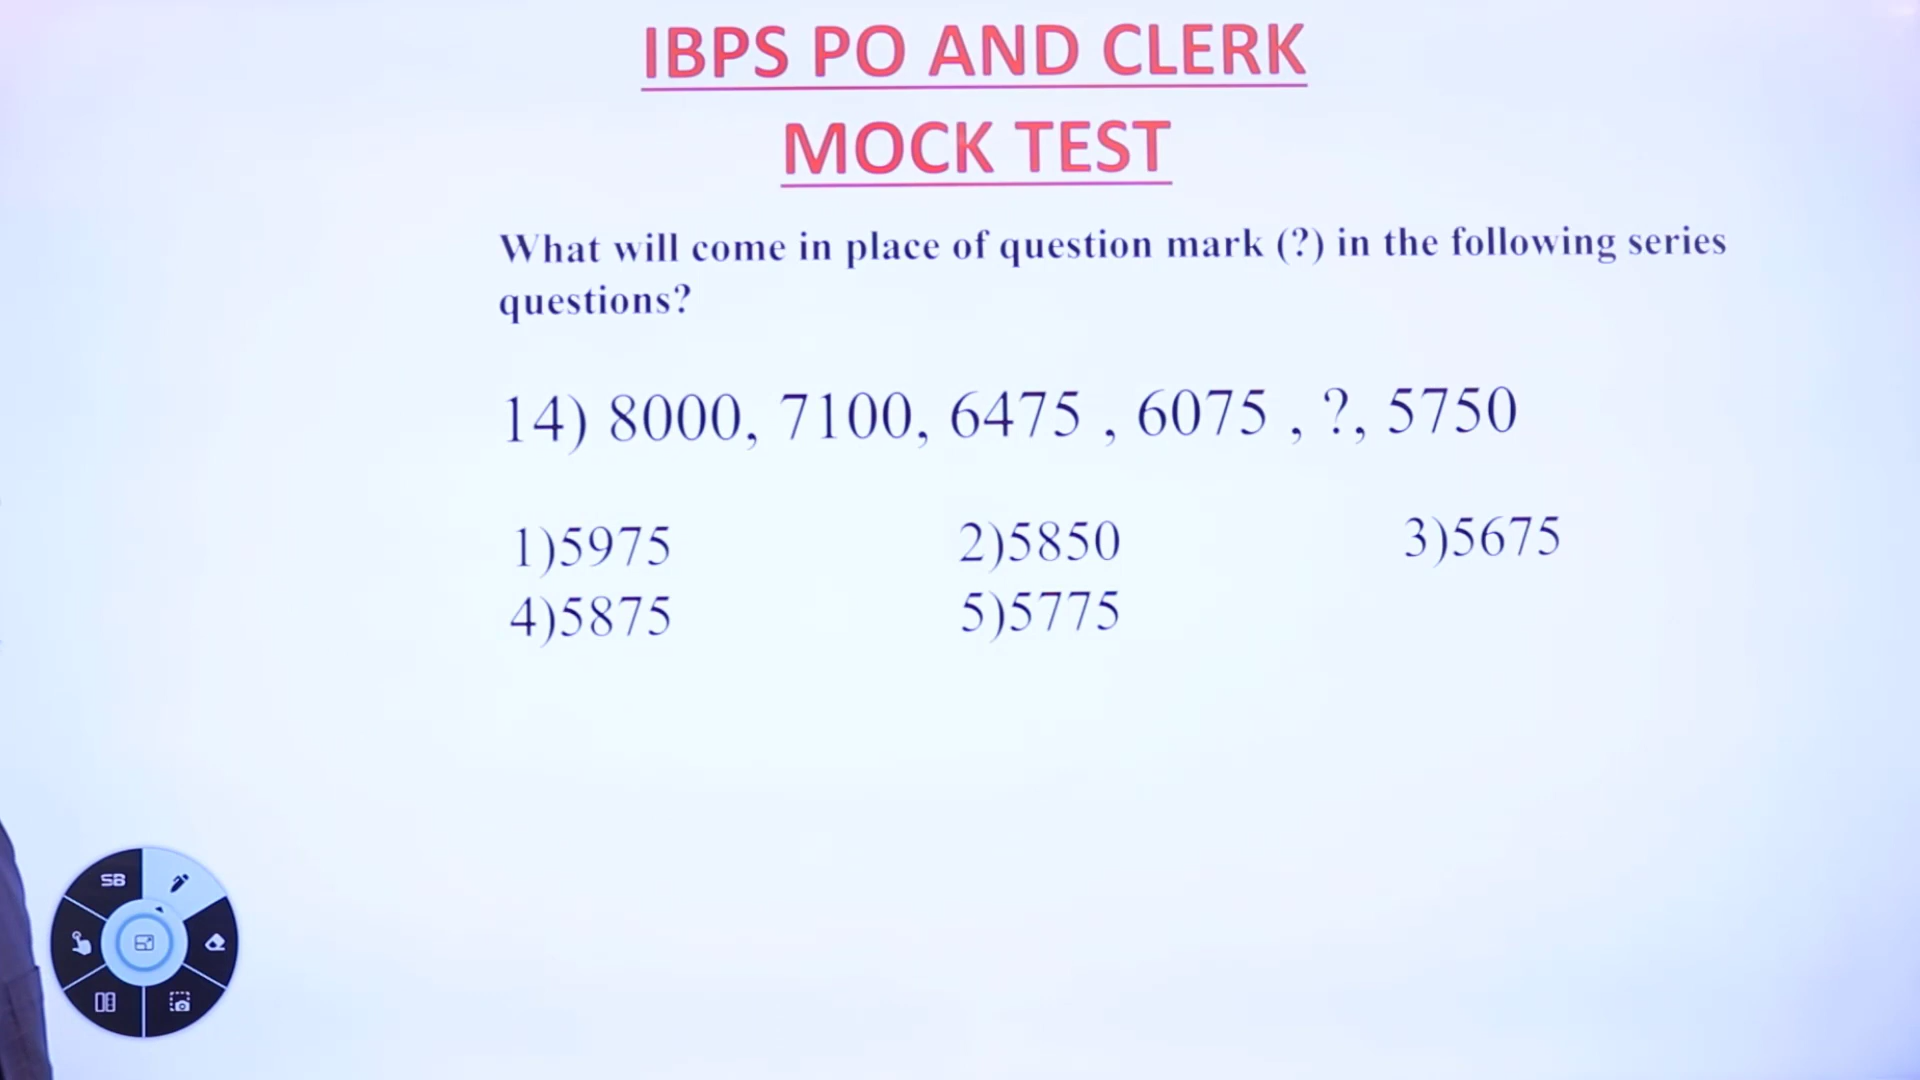 IBPS PO AND CLERK
MOCK TEST
What will come in place of question mark (?) in the following series
questions?
14) 8000, 7100, 6475 , 6075 , ?, 5750
1)5975 2)5850 3)5675
4)5875 5)5775
SB